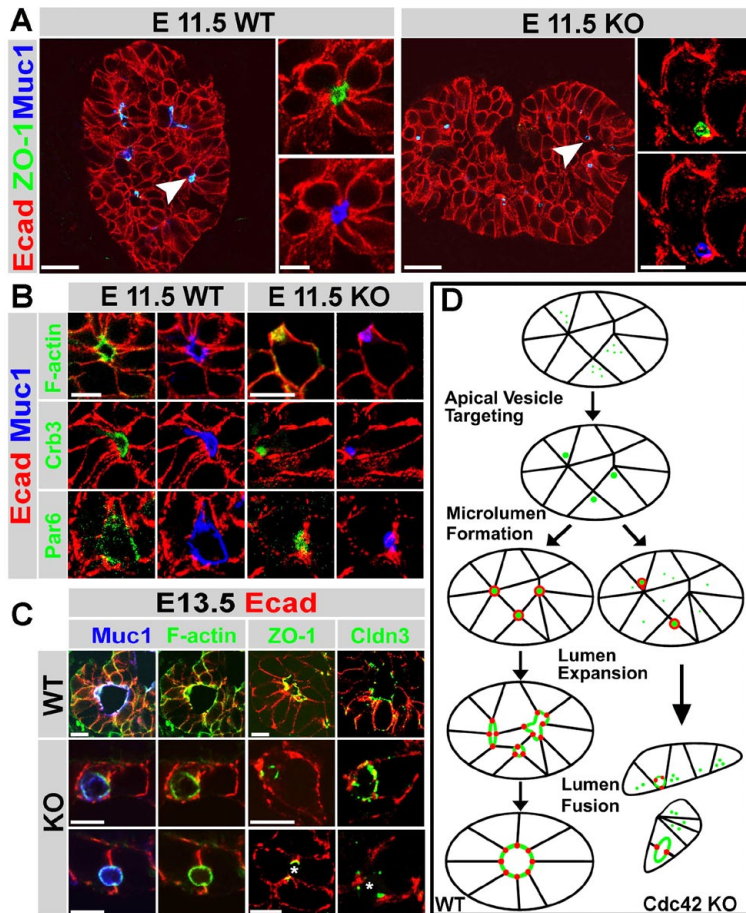 A
E 11.5 WT
E 11.5 KO
Ecad ZO-1 Muc1
B
E 11.5 WT
E 11.5 KO
Ecad Muc1
F-actin
Crb3
Par6
C
E13.5 Ecad
Muc1
F-actin
ZO-1
Cldn3
WT
KO
*
*
D
Apical Vesicle
Targeting
Microlumen
Formation
Lumen
Expansion
Lumen
Fusion
WT
Cdc42 KO